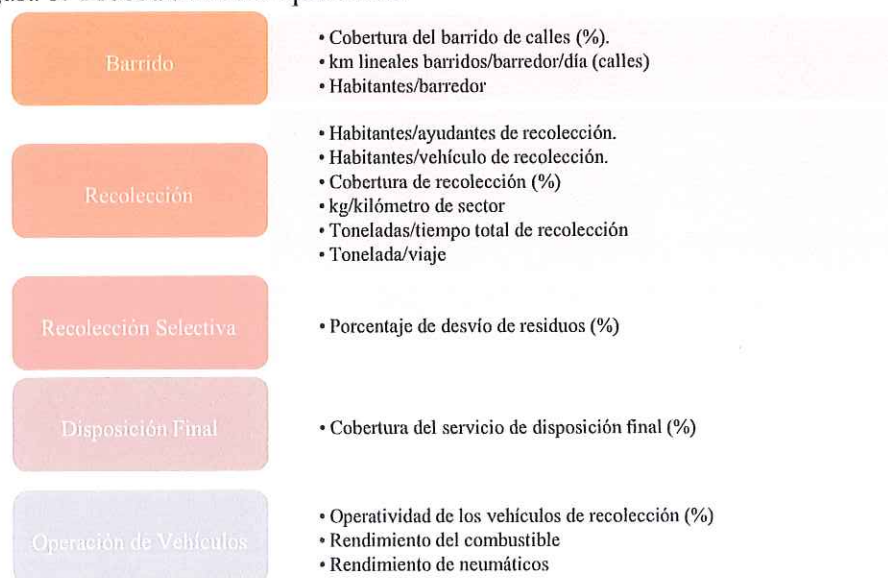 Barrido
• Cobertura del barrido de calles (%).
• km lineales barridos/barredor/día (calles)
• Habitantes/barredor
Recolección
• Habitantes/ayudantes de recolección.
• Habitantes/vehículo de recolección.
• Cobertura de recolección (%)
• kg/kilómetro de sector
• Toneladas/tiempo total de recolección
• Tonelada/viaje
Recolección Selectiva
• Porcentaje de desvío de residuos (%)
Disposición Final
• Cobertura del servicio de disposición final (%)
Operación de Vehículos
• Operatividad de los vehículos de recolección (%)
• Rendimiento del combustible
• Rendimiento de neumáticos